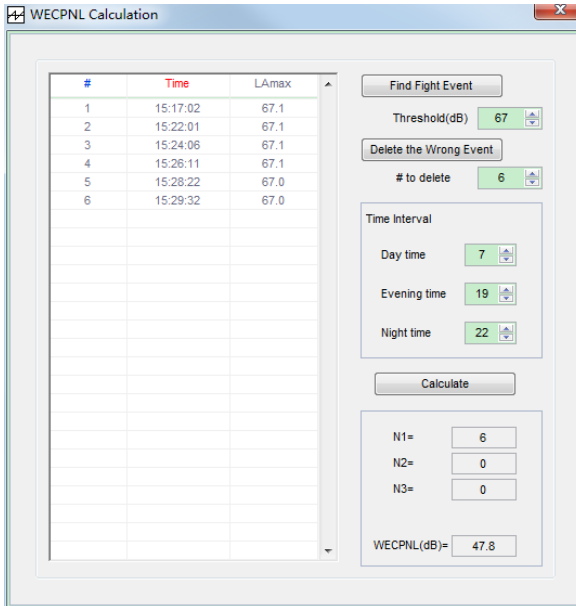 WECPNL Calculation
# Time LAmax
1 15:17:02 67.1
2 15:22:01 67.1
3 15:24:06 67.1
4 15:26:11 67.1
5 15:28:22 67.0
6 15:29:32 67.0
Find Fight Event
Threshold(dB) 67
Delete the Wrong Event
# to delete 6
Time Interval
Day time 7
Evening time 19
Night time 22
Calculate
N1= 6
N2= 0
N3= 0
WECPNL(dB)= 47.8